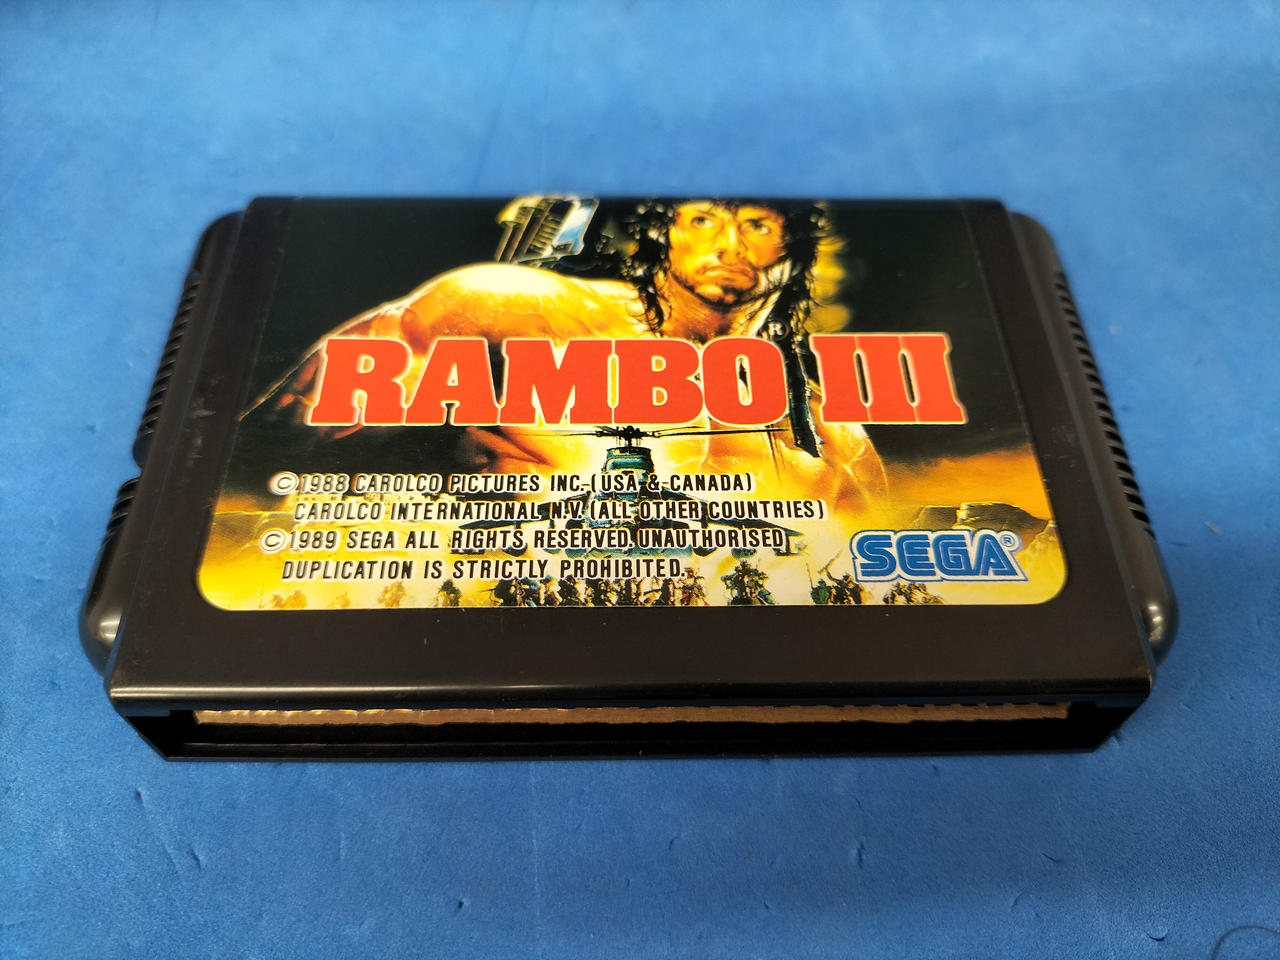 RAMBO® III
©1988 CAROLCO PICTURES INC. (USA & CANADA)
CAROLCO INTERNATIONAL N.V. (ALL OTHER COUNTRIES)
©1989 SEGA ALL RIGHTS RESERVED. UNAUTHORISED
DUPLICATION IS STRICTLY PROHIBITED.
SEGA®